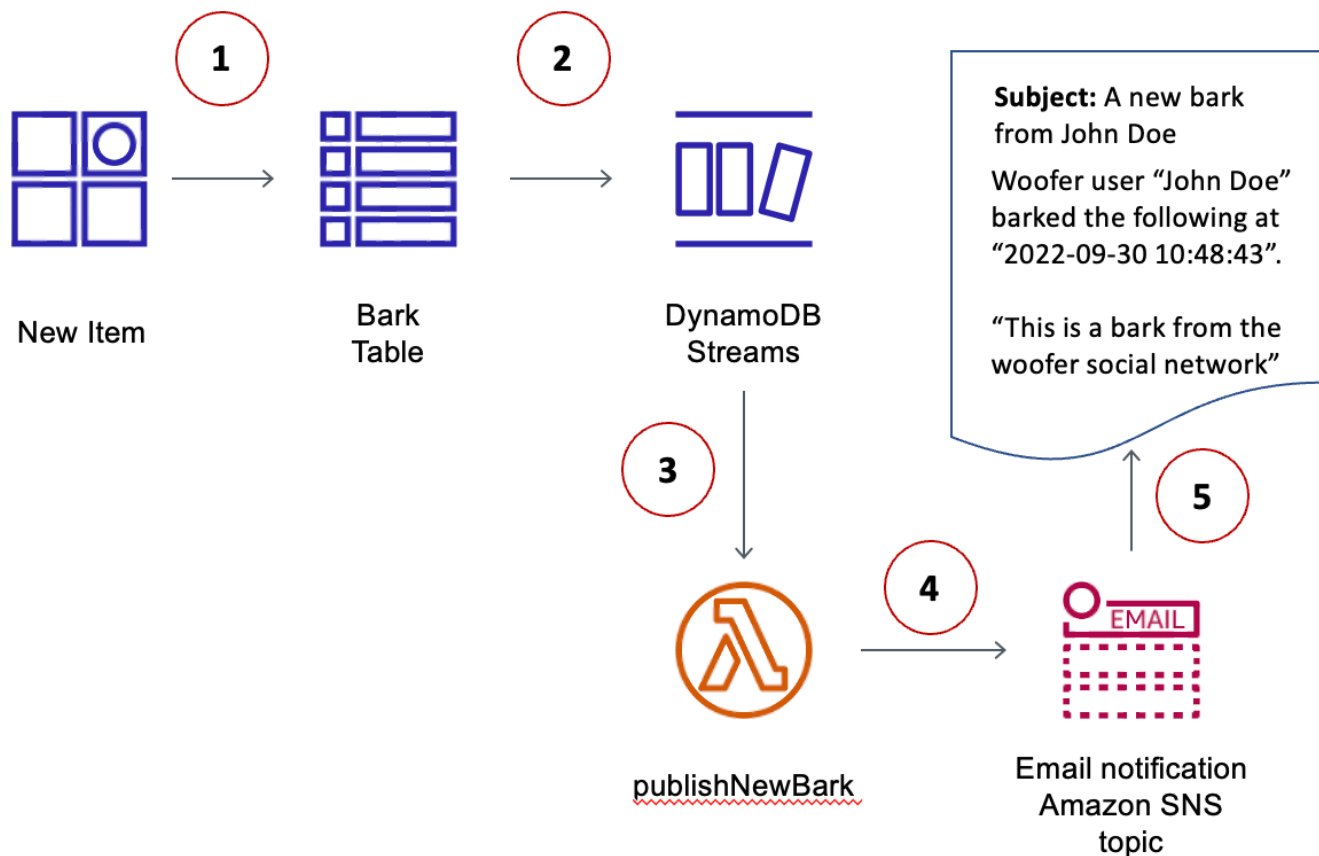 1
2
New Item
Bark
Table
DynamoDB
Streams
Subject: A new bark
from John Doe
Woofer user “John Doe”
barked the following at
“2022-09-30 10:48:43”.
“This is a bark from the
woofer social network”
3
4
5
publishNewBark
EMAIL
Email notification
Amazon SNS
topic